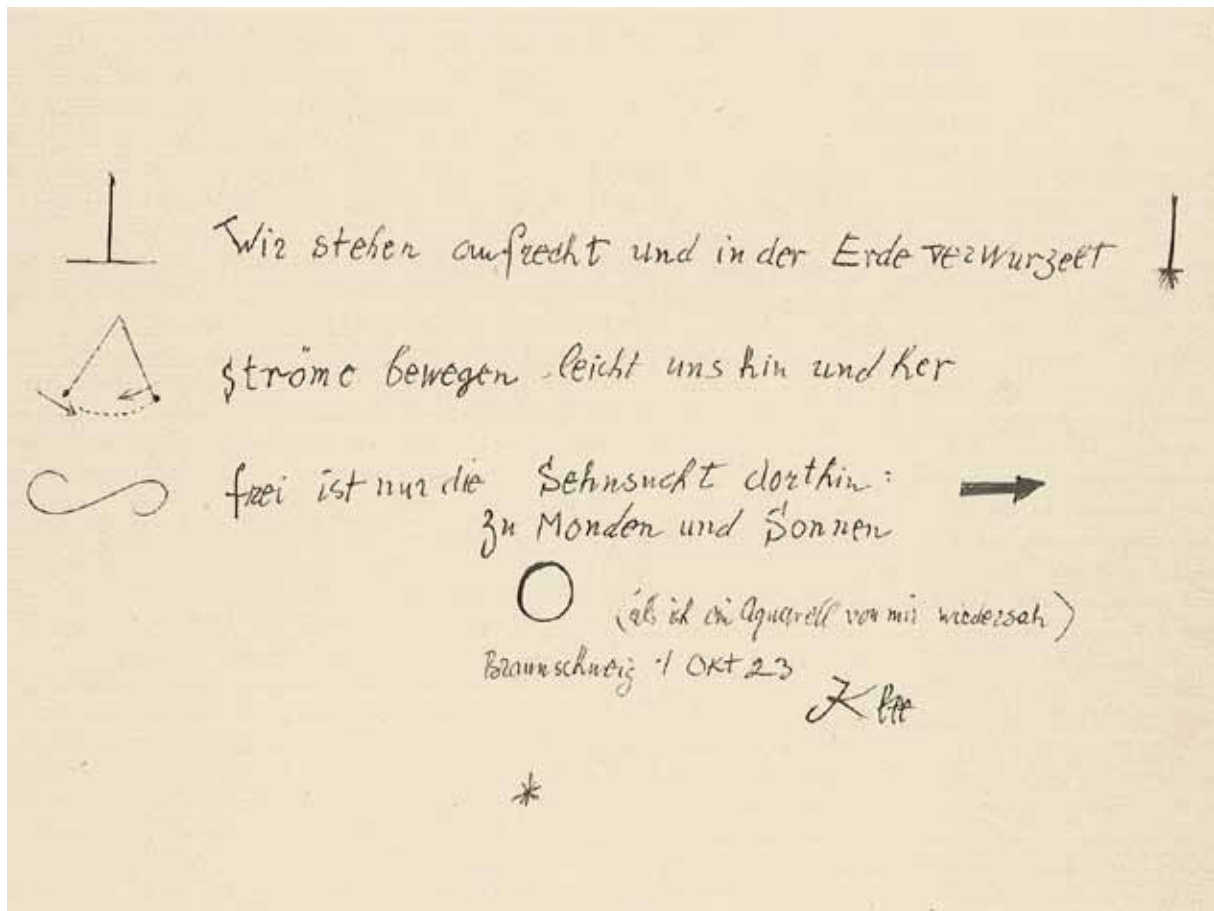 Wir stehen aufrecht und in der Erde verwurzelt
Ströme bewegen leicht uns hin und her
frei ist nur die Sehnsucht dorthin:
zu Monden und Sonnen
(als ich ein Aquarell von mir wiedersah)
Braunschweig 1 OKT 23
Klee